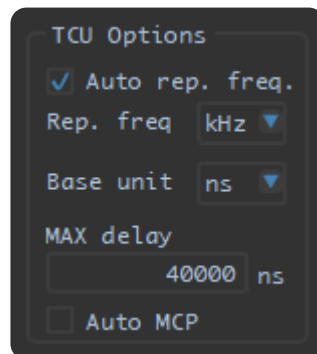 TCU Options
Auto rep. freq.
Rep. freq kHz
Base unit ns
MAX delay
40000 ns
Auto MCP